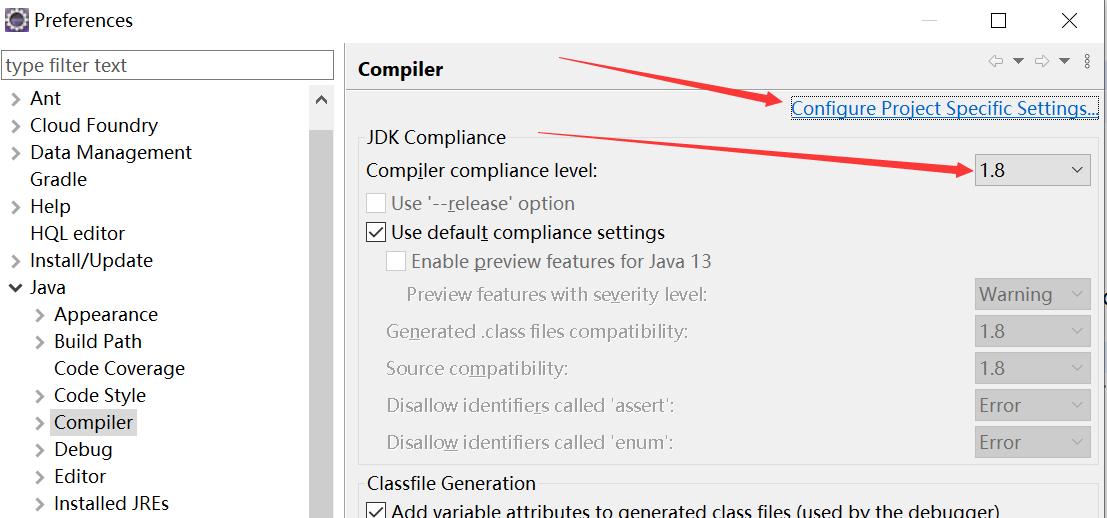 Preferences
type filter text
Ant
Cloud Foundry
Data Management
Gradle
Help
HQL editor
Install/Update
Java
Appearance
Build Path
Code Coverage
Code Style
Compiler
Debug
Editor
Installed JREs
Compiler
Configure Project Specific Settings...
JDK Compliance
Compiler compliance level: 1.8
Use '--release' option
Use default compliance settings
Enable preview features for Java 13
Preview features with severity level: Warning
Generated .class files compatibility: 1.8
Source compatibility: 1.8
Disallow identifiers called 'assert': Error
Disallow identifiers called 'enum': Error
Classfile Generation
Add variable attributes to generated class files (used by the debugger)